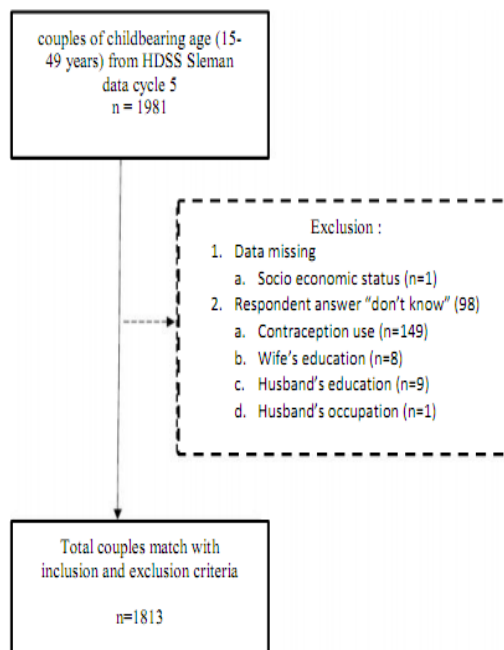 couples of childbearing age (15-
49 years) from HDSS Sleman
data cycle 5
n = 1981
Exclusion :
1. Data missing
a. Socio economic status (n=1)
2. Respondent answer “don’t know” (98)
a. Contraception use (n=149)
b. Wife’s education (n=8)
c. Husband’s education (n=9)
d. Husband’s occupation (n=1)
Total couples match with
inclusion and exclusion criteria
n=1813